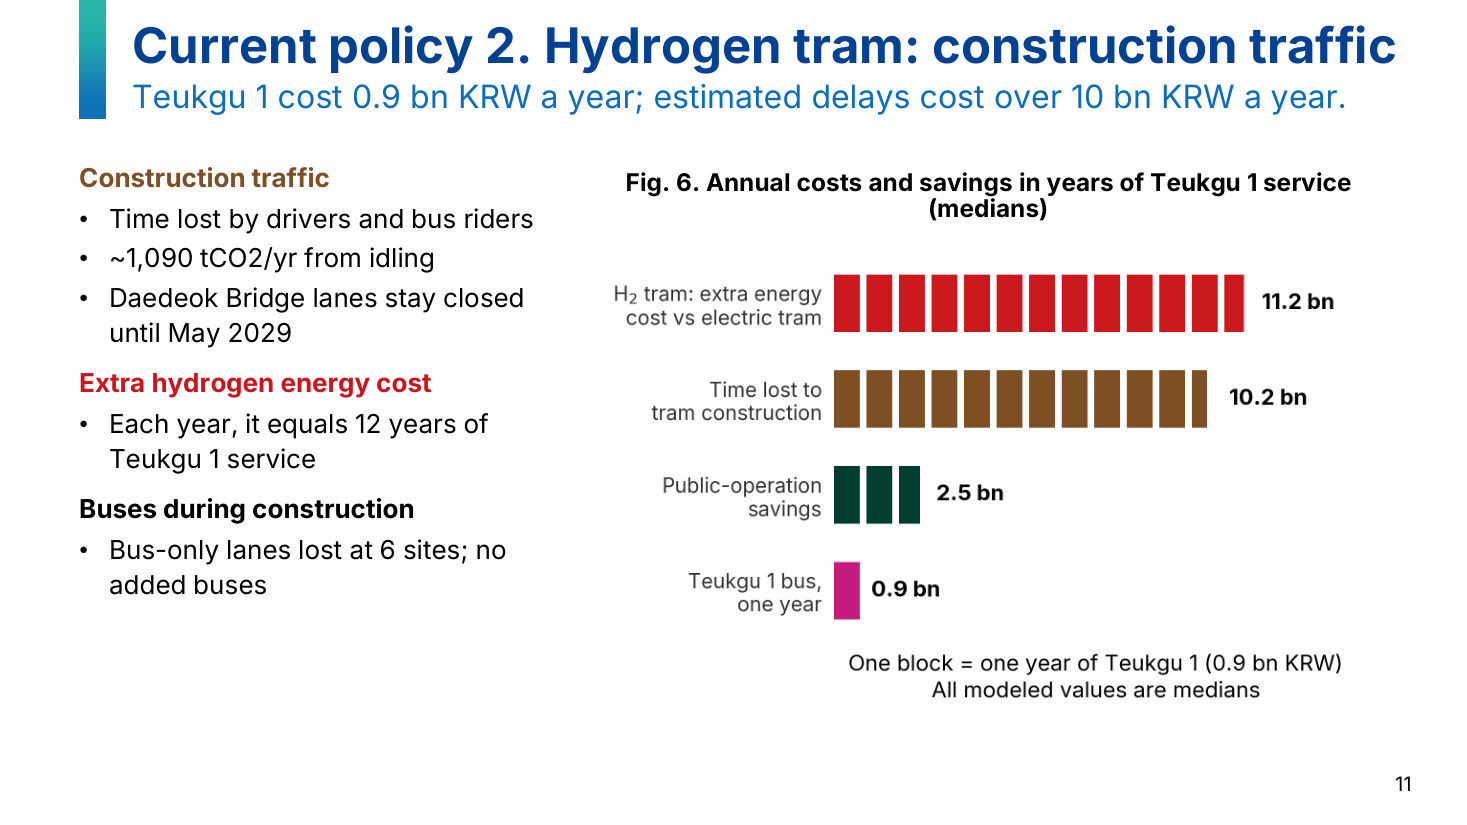 Current policy 2. Hydrogen tram: construction traffic
Teukgu 1 cost 0.9 bn KRW a year; estimated delays cost over 10 bn KRW a year.
Construction traffic
• Time lost by drivers and bus riders
• ~1,090 tCO2/yr from idling
• Daedeok Bridge lanes stay closed
until May 2029
Extra hydrogen energy cost
• Each year, it equals 12 years of
Teukgu 1 service
Buses during construction
• Bus-only lanes lost at 6 sites; no
added buses
Fig. 6. Annual costs and savings in years of Teukgu 1 service
(medians)
H₂ tram: extra energy
cost vs electric tram
11.2 bn
Time lost to
tram construction
10.2 bn
Public-operation
savings
2.5 bn
Teukgu 1 bus,
one year
0.9 bn
One block = one year of Teukgu 1 (0.9 bn KRW)
All modeled values are medians
11